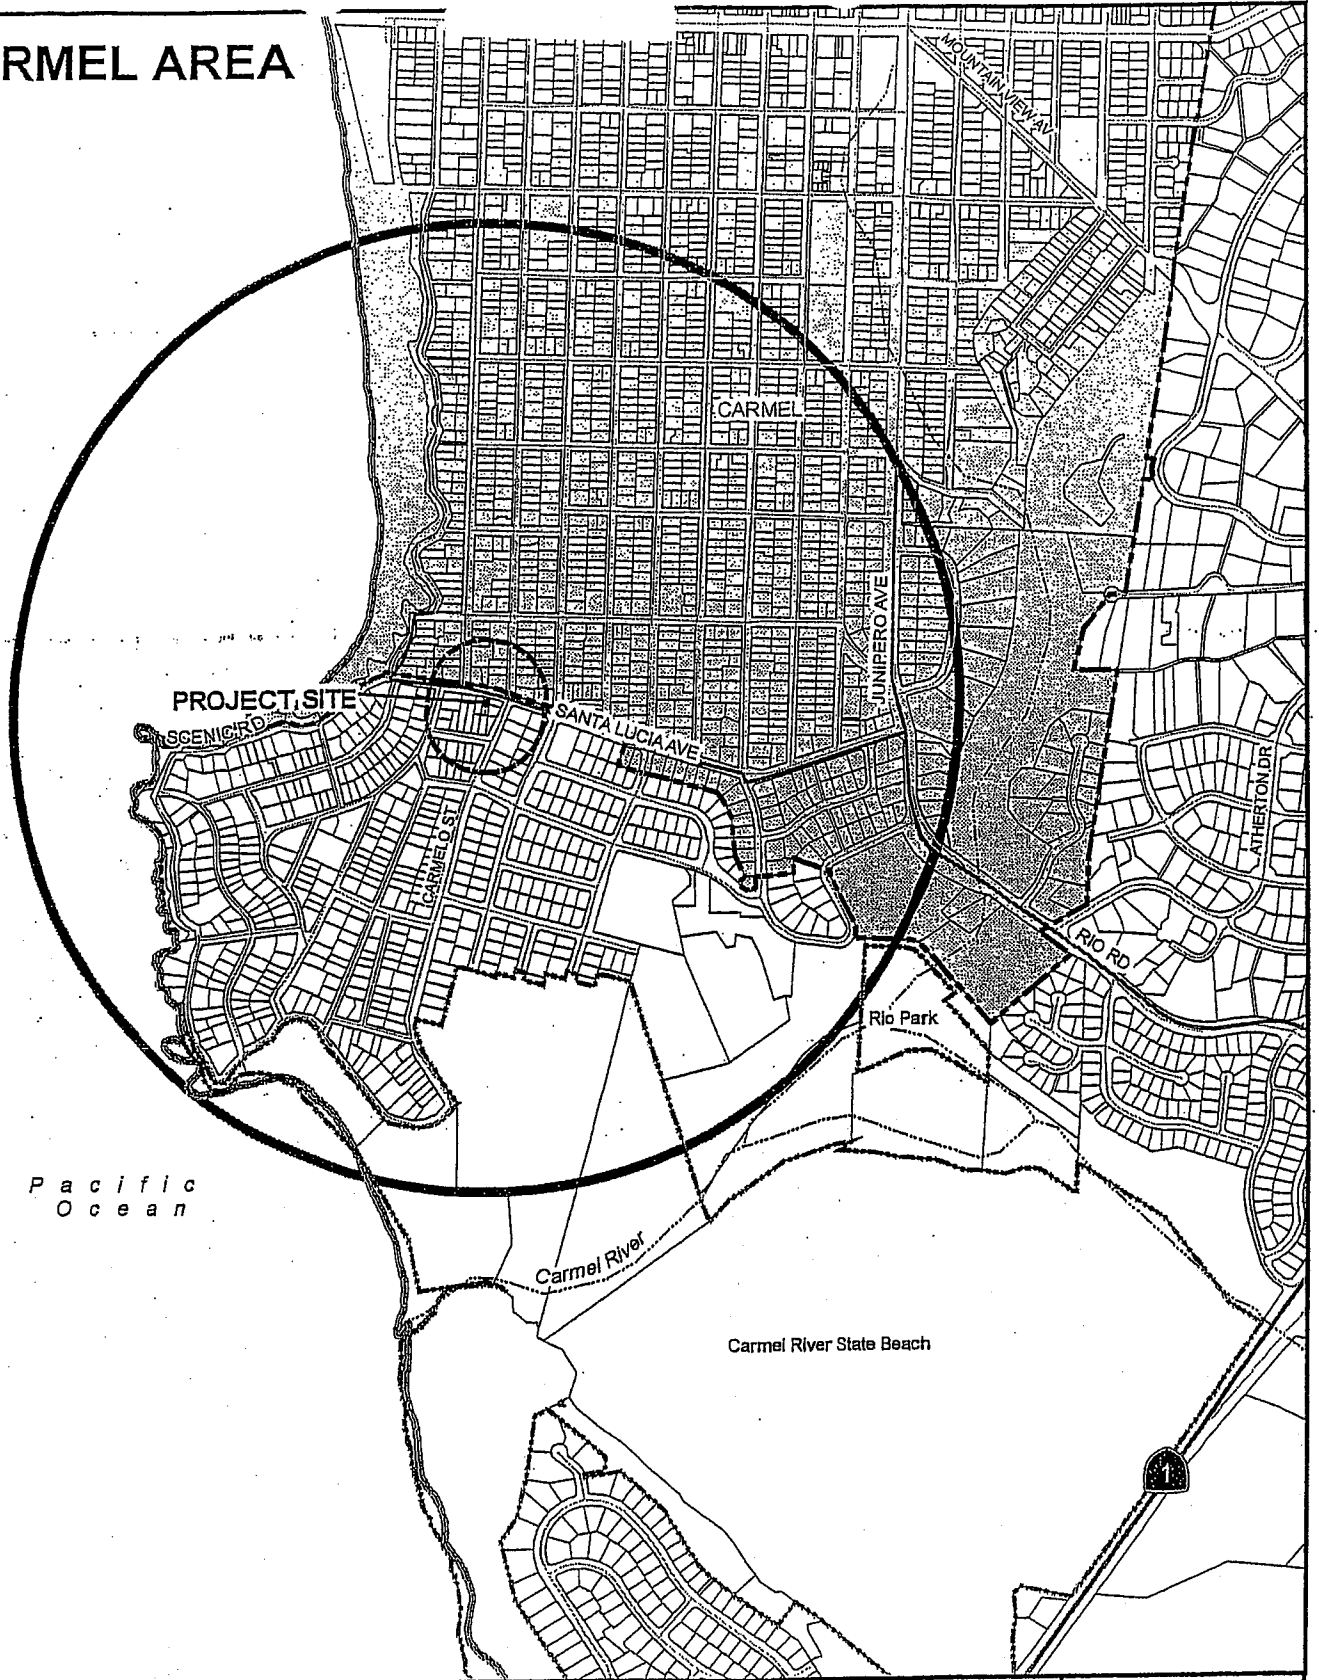 RMEL AREA
MOUNTAIN VIEW AV
CARMEL
JUNIPERO AVE
PROJECT SITE
SCENIC RD
SANTA LUCIA AVE
ATHERTON DR
CARMELO ST
RIO RD
Rio Park
Pacific
Ocean
Carmel River
Carmel River State Beach
1